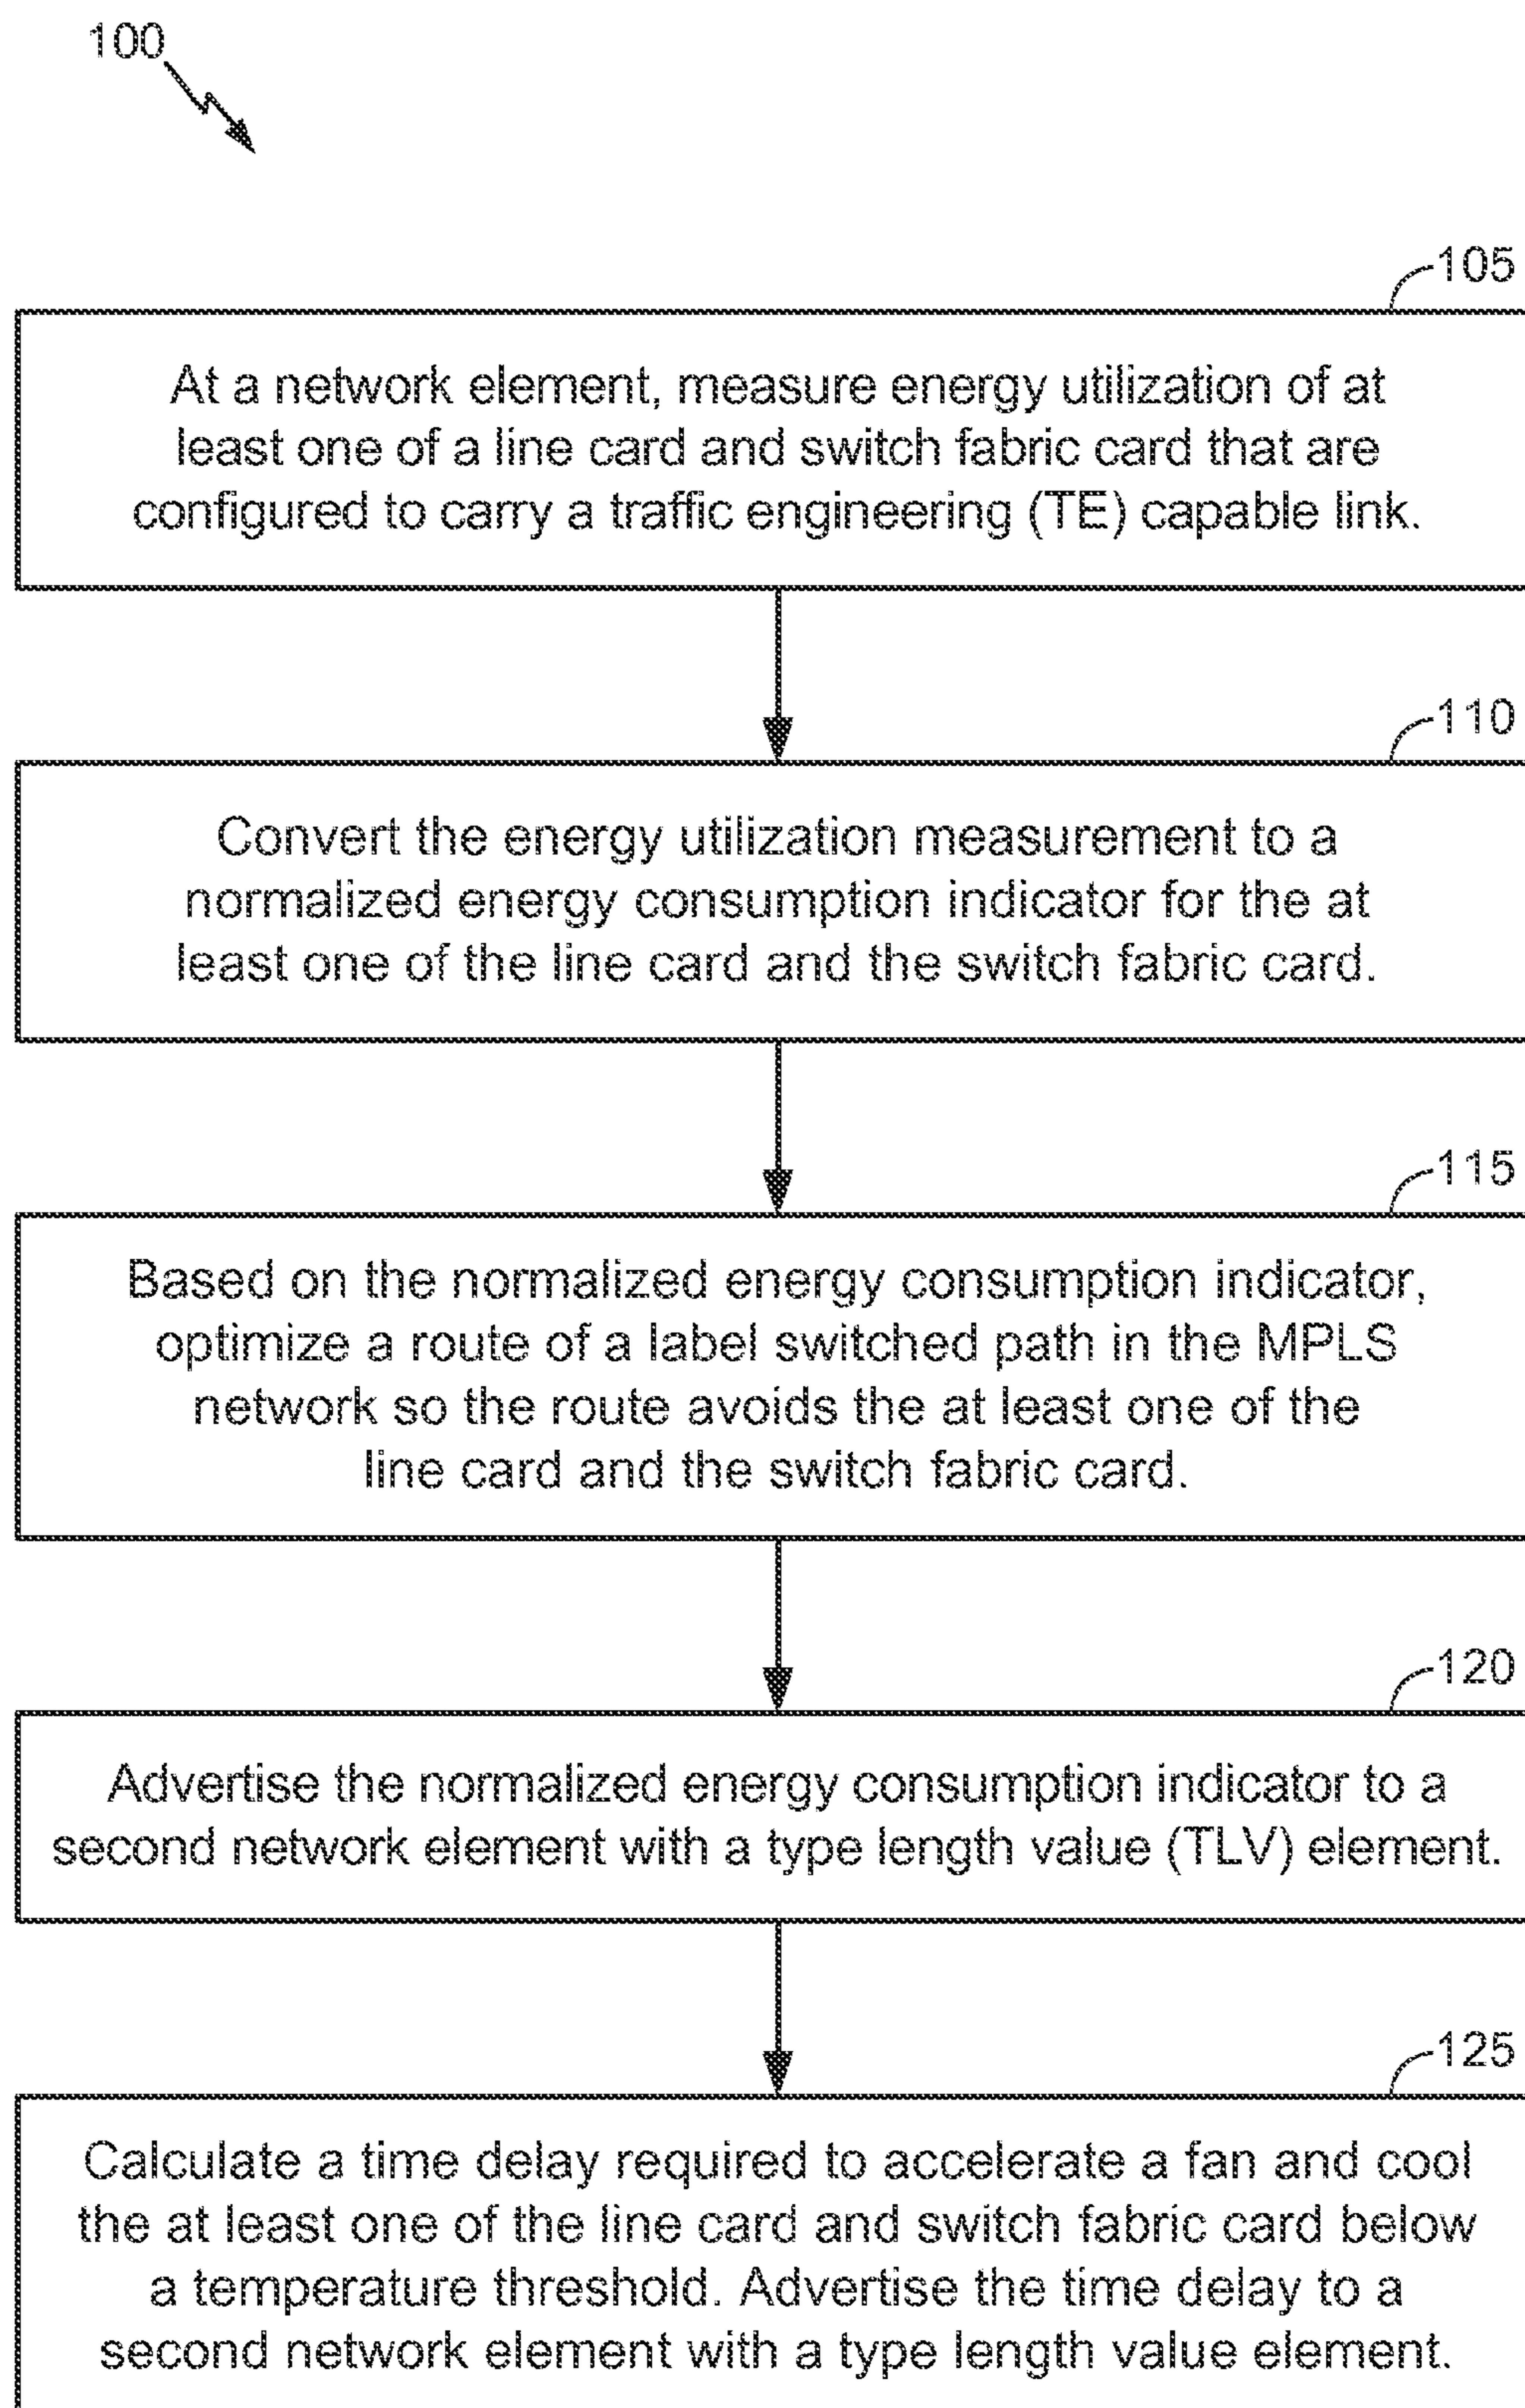 100
105
At a network element, measure energy utilization of at
least one of a line card and switch fabric card that are
configured to carry a traffic engineering (TE) capable link.
110
Convert the energy utilization measurement to a
normalized energy consumption indicator for the at
least one of the line card and the switch fabric card.
115
Based on the normalized energy consumption indicator,
optimize a route of a label switched path in the MPLS
network so the route avoids the at least one of the
line card and the switch fabric card.
120
Advertise the normalized energy consumption indicator to a
second network element with a type length value (TLV) element.
125
Calculate a time delay required to accelerate a fan and cool
the at least one of the line card and switch fabric card below
a temperature threshold. Advertise the time delay to a
second network element with a type length value element.